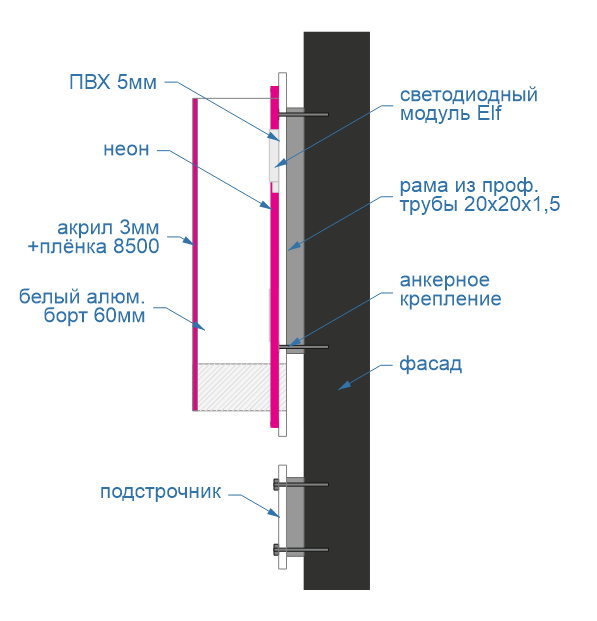 ПВХ 5мм
неон
акрил 3мм
+плёнка 8500
белый алюм.
борт 60мм
подстрочник
светодиодный
модуль Elf
рама из проф.
трубы 20х20х1,5
анкерное
крепление
фасад